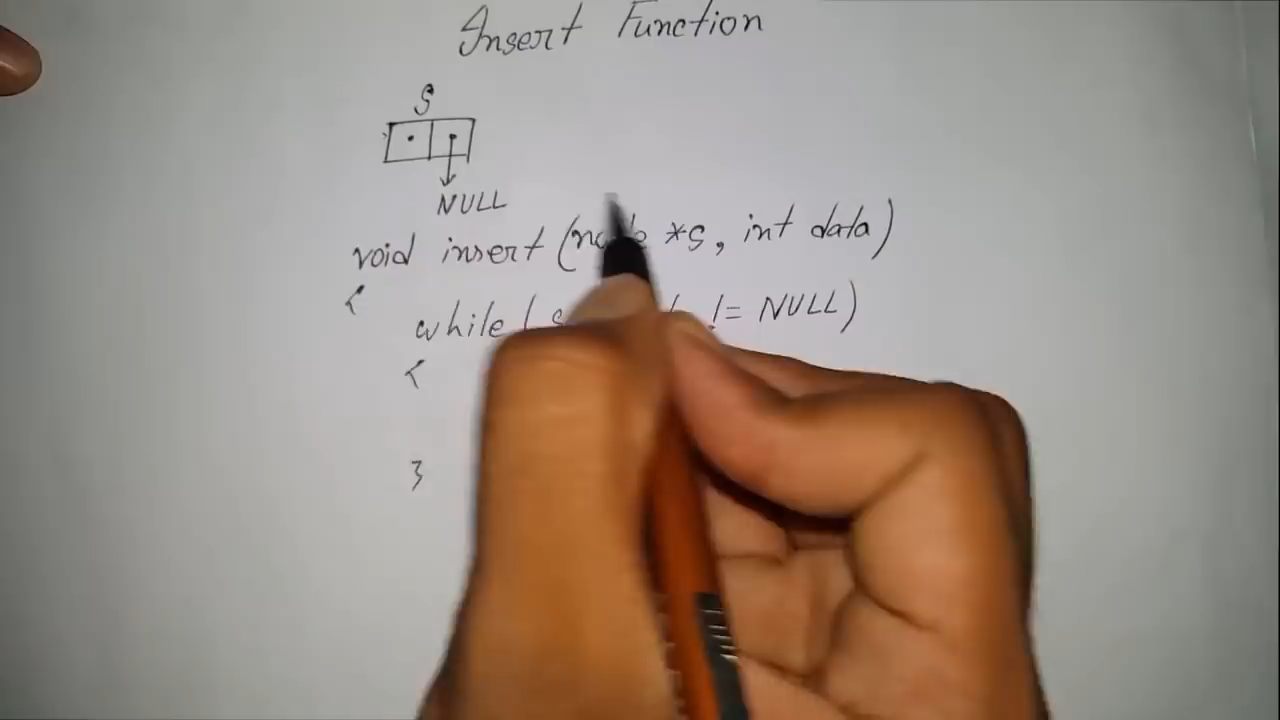 Insert Function
S
NULL
void insert ( *s, int data)
{
while ( != NULL)
{
}